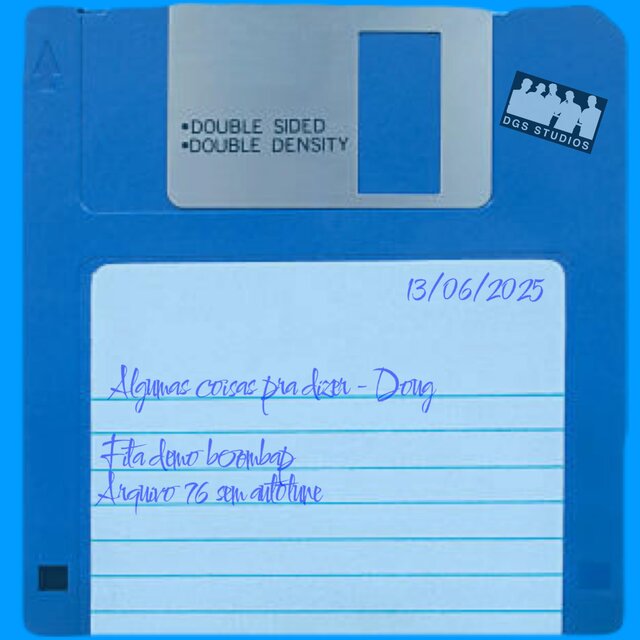 •DOUBLE SIDED
•DOUBLE DENSITY
DGS STUDIOS
13/06/2025
Algumas coisas pra dizer - Doug
Fita demo boombap
Arquivo 76 sem autotune